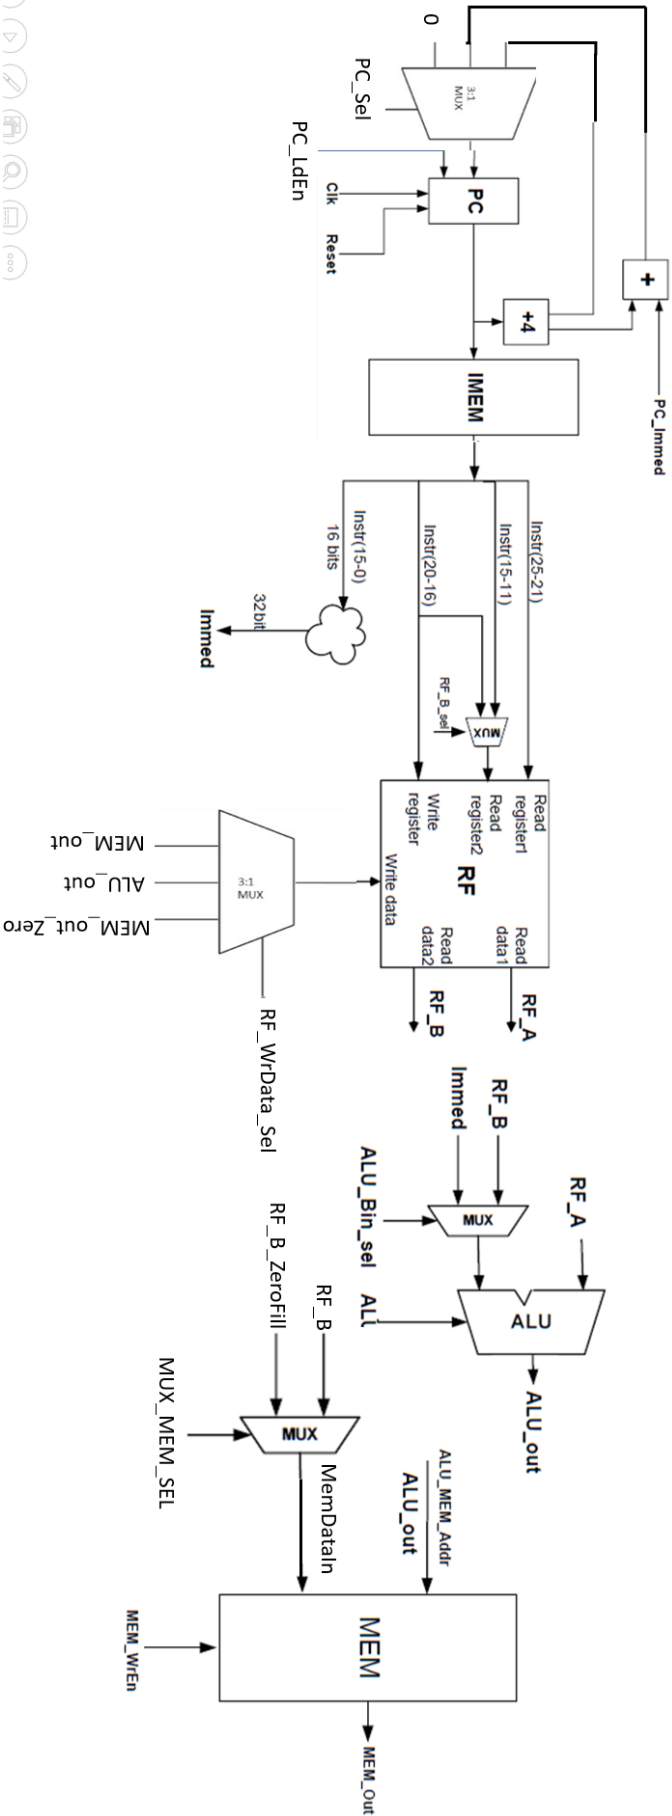 0
3:1
MUX
PC_Sel
PC_LdEn
Clk
Reset
PC
+
+4
PC_Immed
IMEM
Instr(25-21)
Instr(15-11)
Instr(20-16)
Instr(15-0)
16 bits
32bit
Immed
RF_B_sel
MUX
Read
register1
Read
register2
Write
register
Write data
RF
Read
data1
Read
data2
RF_A
RF_B
MEM_out
ALU_out
MEM_out_Zero
3:1
MUX
RF_WrData_Sel
RF_B
Immed
ALU_Bin_sel
MUX
RF_A
ALU
ALU_out
RF_B
RF_B_ZeroFill
MUX_MEM_SEL
MUX
MemDataIn
ALU_MEM_Addr
ALU_out
MEM
MEM_WrEn
MEM_Out